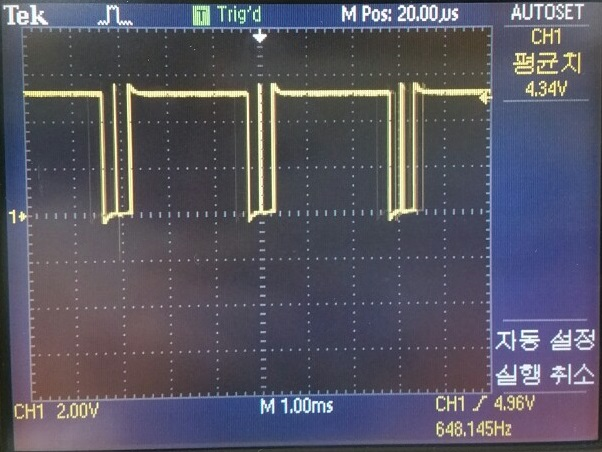 Tek T Trig'd M Pos: 20.00µs AUTOSET
CH1
평균치
4.34V
1
자동 설정
실행 취소
CH1 2.00V M 1.00ms CH1 4.96V
648.145Hz